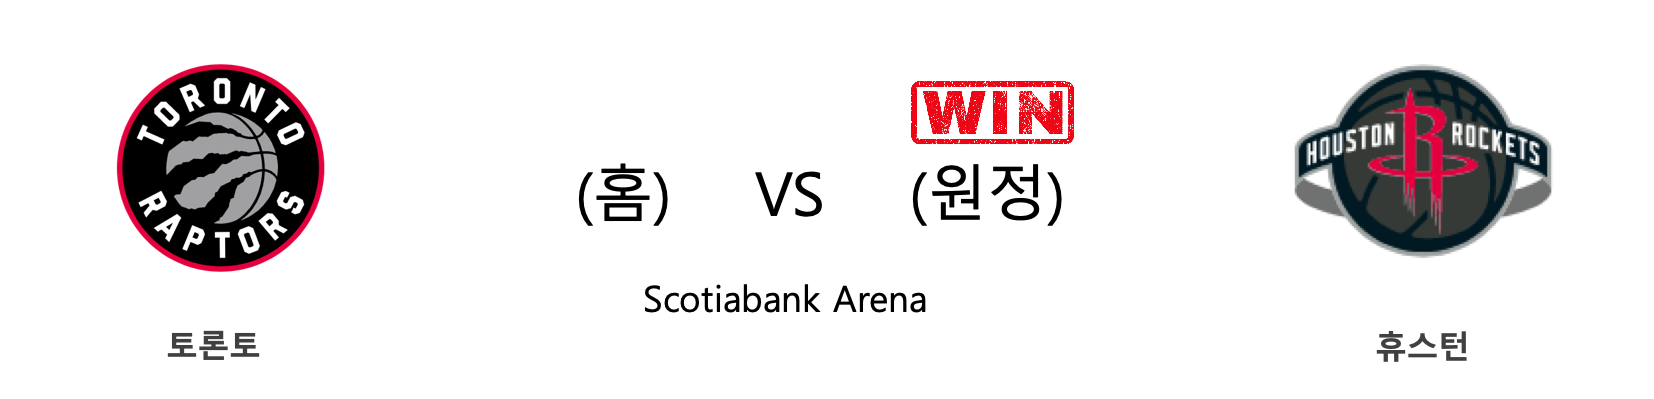 TORONTO
RAPTORS
토론토
WIN
(홈) VS (원정)
Scotiabank Arena
HOUSTON R ROCKETS
휴스턴